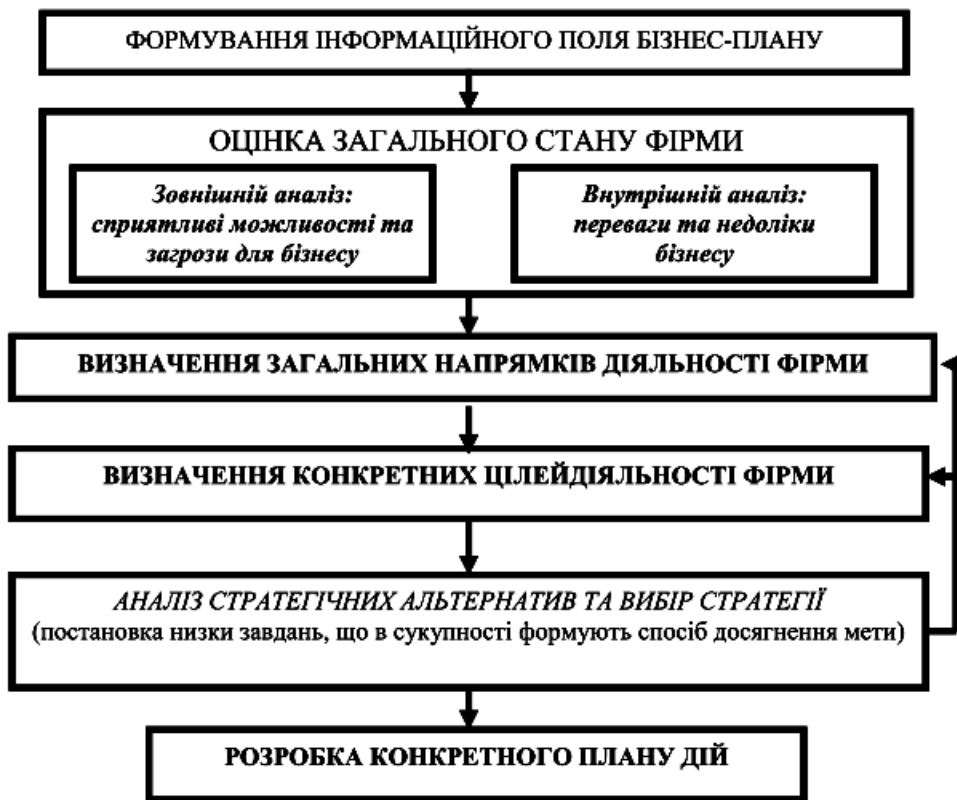 ФОРМУВАННЯ ІНФОРМАЦІЙНОГО ПОЛЯ БІЗНЕС-ПЛАНУ
ОЦІНКА ЗАГАЛЬНОГО СТАНУ ФІРМИ
Зовнішній аналіз:
сприятливі можливості та
загрози для бізнесу
Внутрішній аналіз:
переваги та недоліки
бізнесу
ВИЗНАЧЕННЯ ЗАГАЛЬНИХ НАПРЯМКІВ ДІЯЛЬНОСТІ ФІРМИ
ВИЗНАЧЕННЯ КОНКРЕТНИХ ЦІЛЕЙДІЯЛЬНОСТІ ФІРМИ
АНАЛІЗ СТРАТЕГІЧНИХ АЛЬТЕРНАТИВ ТА ВИБІР СТРАТЕГІЇ
(постановка низки завдань, що в сукупності формують спосіб досягнення мети)
РОЗРОБКА КОНКРЕТНОГО ПЛАНУ ДІЙ